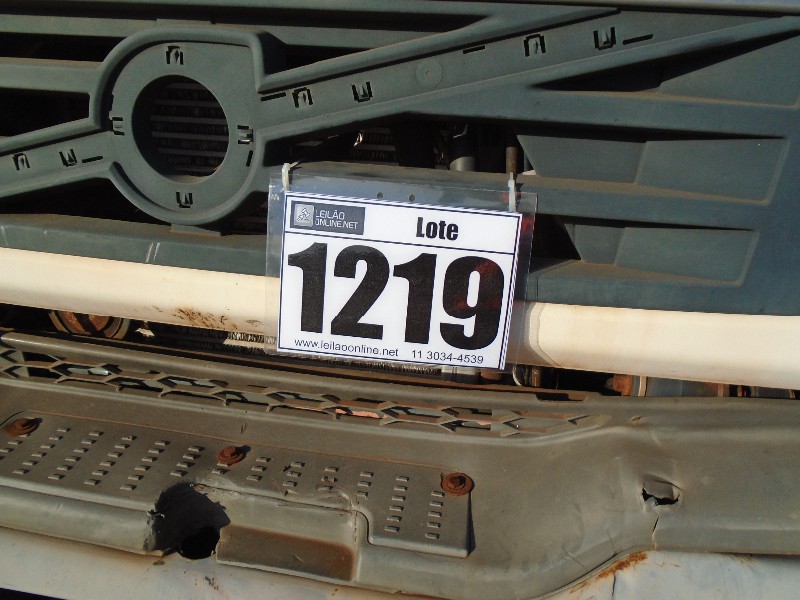 LEILÃO
ONLINE.NET
Lote
1219
www.leilaoonline.net 11 3034-4539